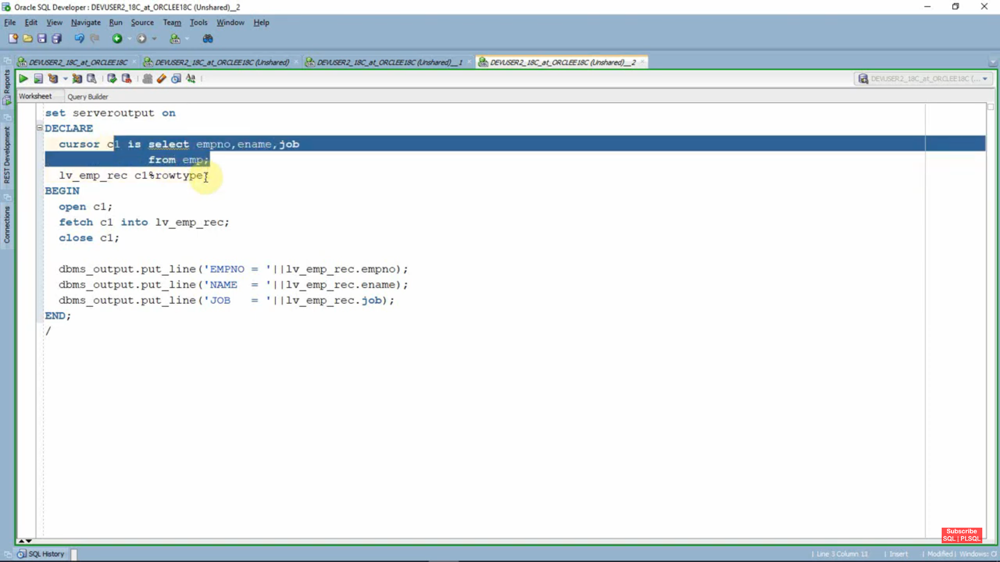 Oracle SQL Developer : DEVUSER2_18C_at_ORCLEE18C (Unshared)__2
File Edit View Navigate Run Source Team Tools Window Help
DEVUSER2_18C_at_ORCLEE18C DEVUSER2_18C_at_ORCLEE18C (Unshared) DEVUSER2_18C_at_ORCLEE18C (Unshared)__1 DEVUSER2_18C_at_ORCLEE18C (Unshared)__2
DEVUSER2_18C_at_ORCLEE18C (...
Reports
REST Development
Connections
Worksheet Query Builder
set serveroutput on
DECLARE
cursor c1 is select empno,ename,job
from emp;
lv_emp_rec c1%rowtype;
BEGIN
open c1;
fetch c1 into lv_emp_rec;
close c1;
dbms_output.put_line('EMPNO = '||lv_emp_rec.empno);
dbms_output.put_line('NAME  = '||lv_emp_rec.ename);
dbms_output.put_line('JOB   = '||lv_emp_rec.job);
END;
/
Subscribe
SQL | PLSQL
SQL History
Line 3 Column 11 | Insert | Modified | Windows: C